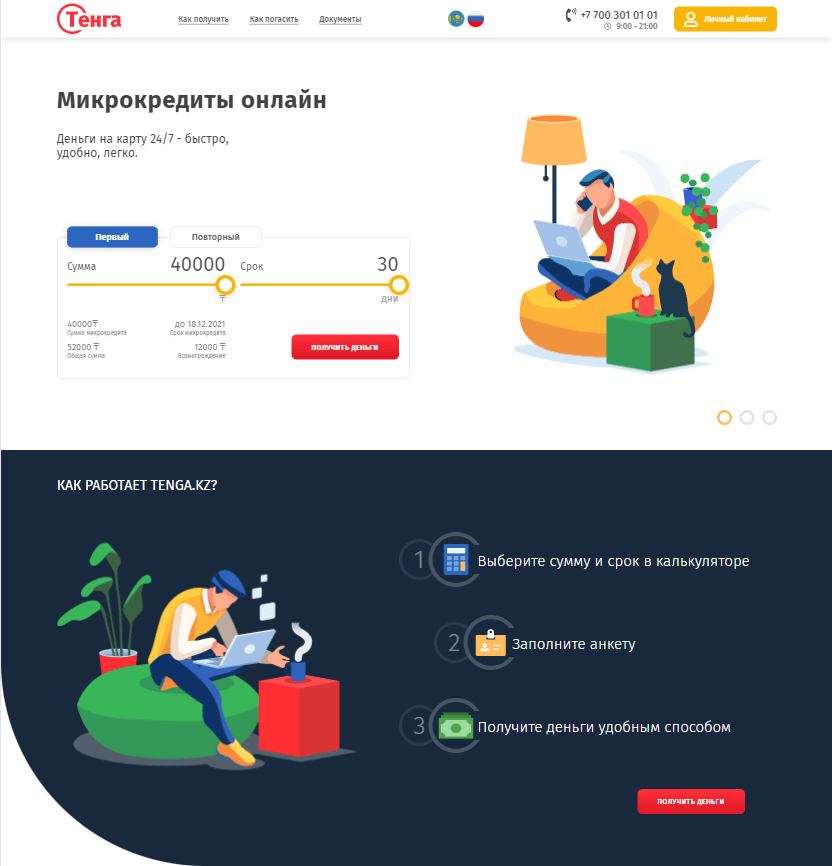 Тенга
Как получить
Как погасить
Документы
+7 700 301 01 01
9:00 - 21:00
Личный кабинет
Микрокредиты онлайн
Деньги на карту 24/7 - быстро,
удобно, легко.
Первый
Повторный
Сумма
40000
₸
Срок
30
дни
40000₸
Сумма микрокредита
до 18.12.2021
Срок микрокредита
52000 ₸
Общая сумма
12000 ₸
Вознаграждение
ПОЛУЧИТЬ ДЕНЬГИ
КАК РАБОТАЕТ TENGA.KZ?
1
Выберите сумму и срок в калькуляторе
2
Заполните анкету
3
Получите деньги удобным способом
ПОЛУЧИТЬ ДЕНЬГИ